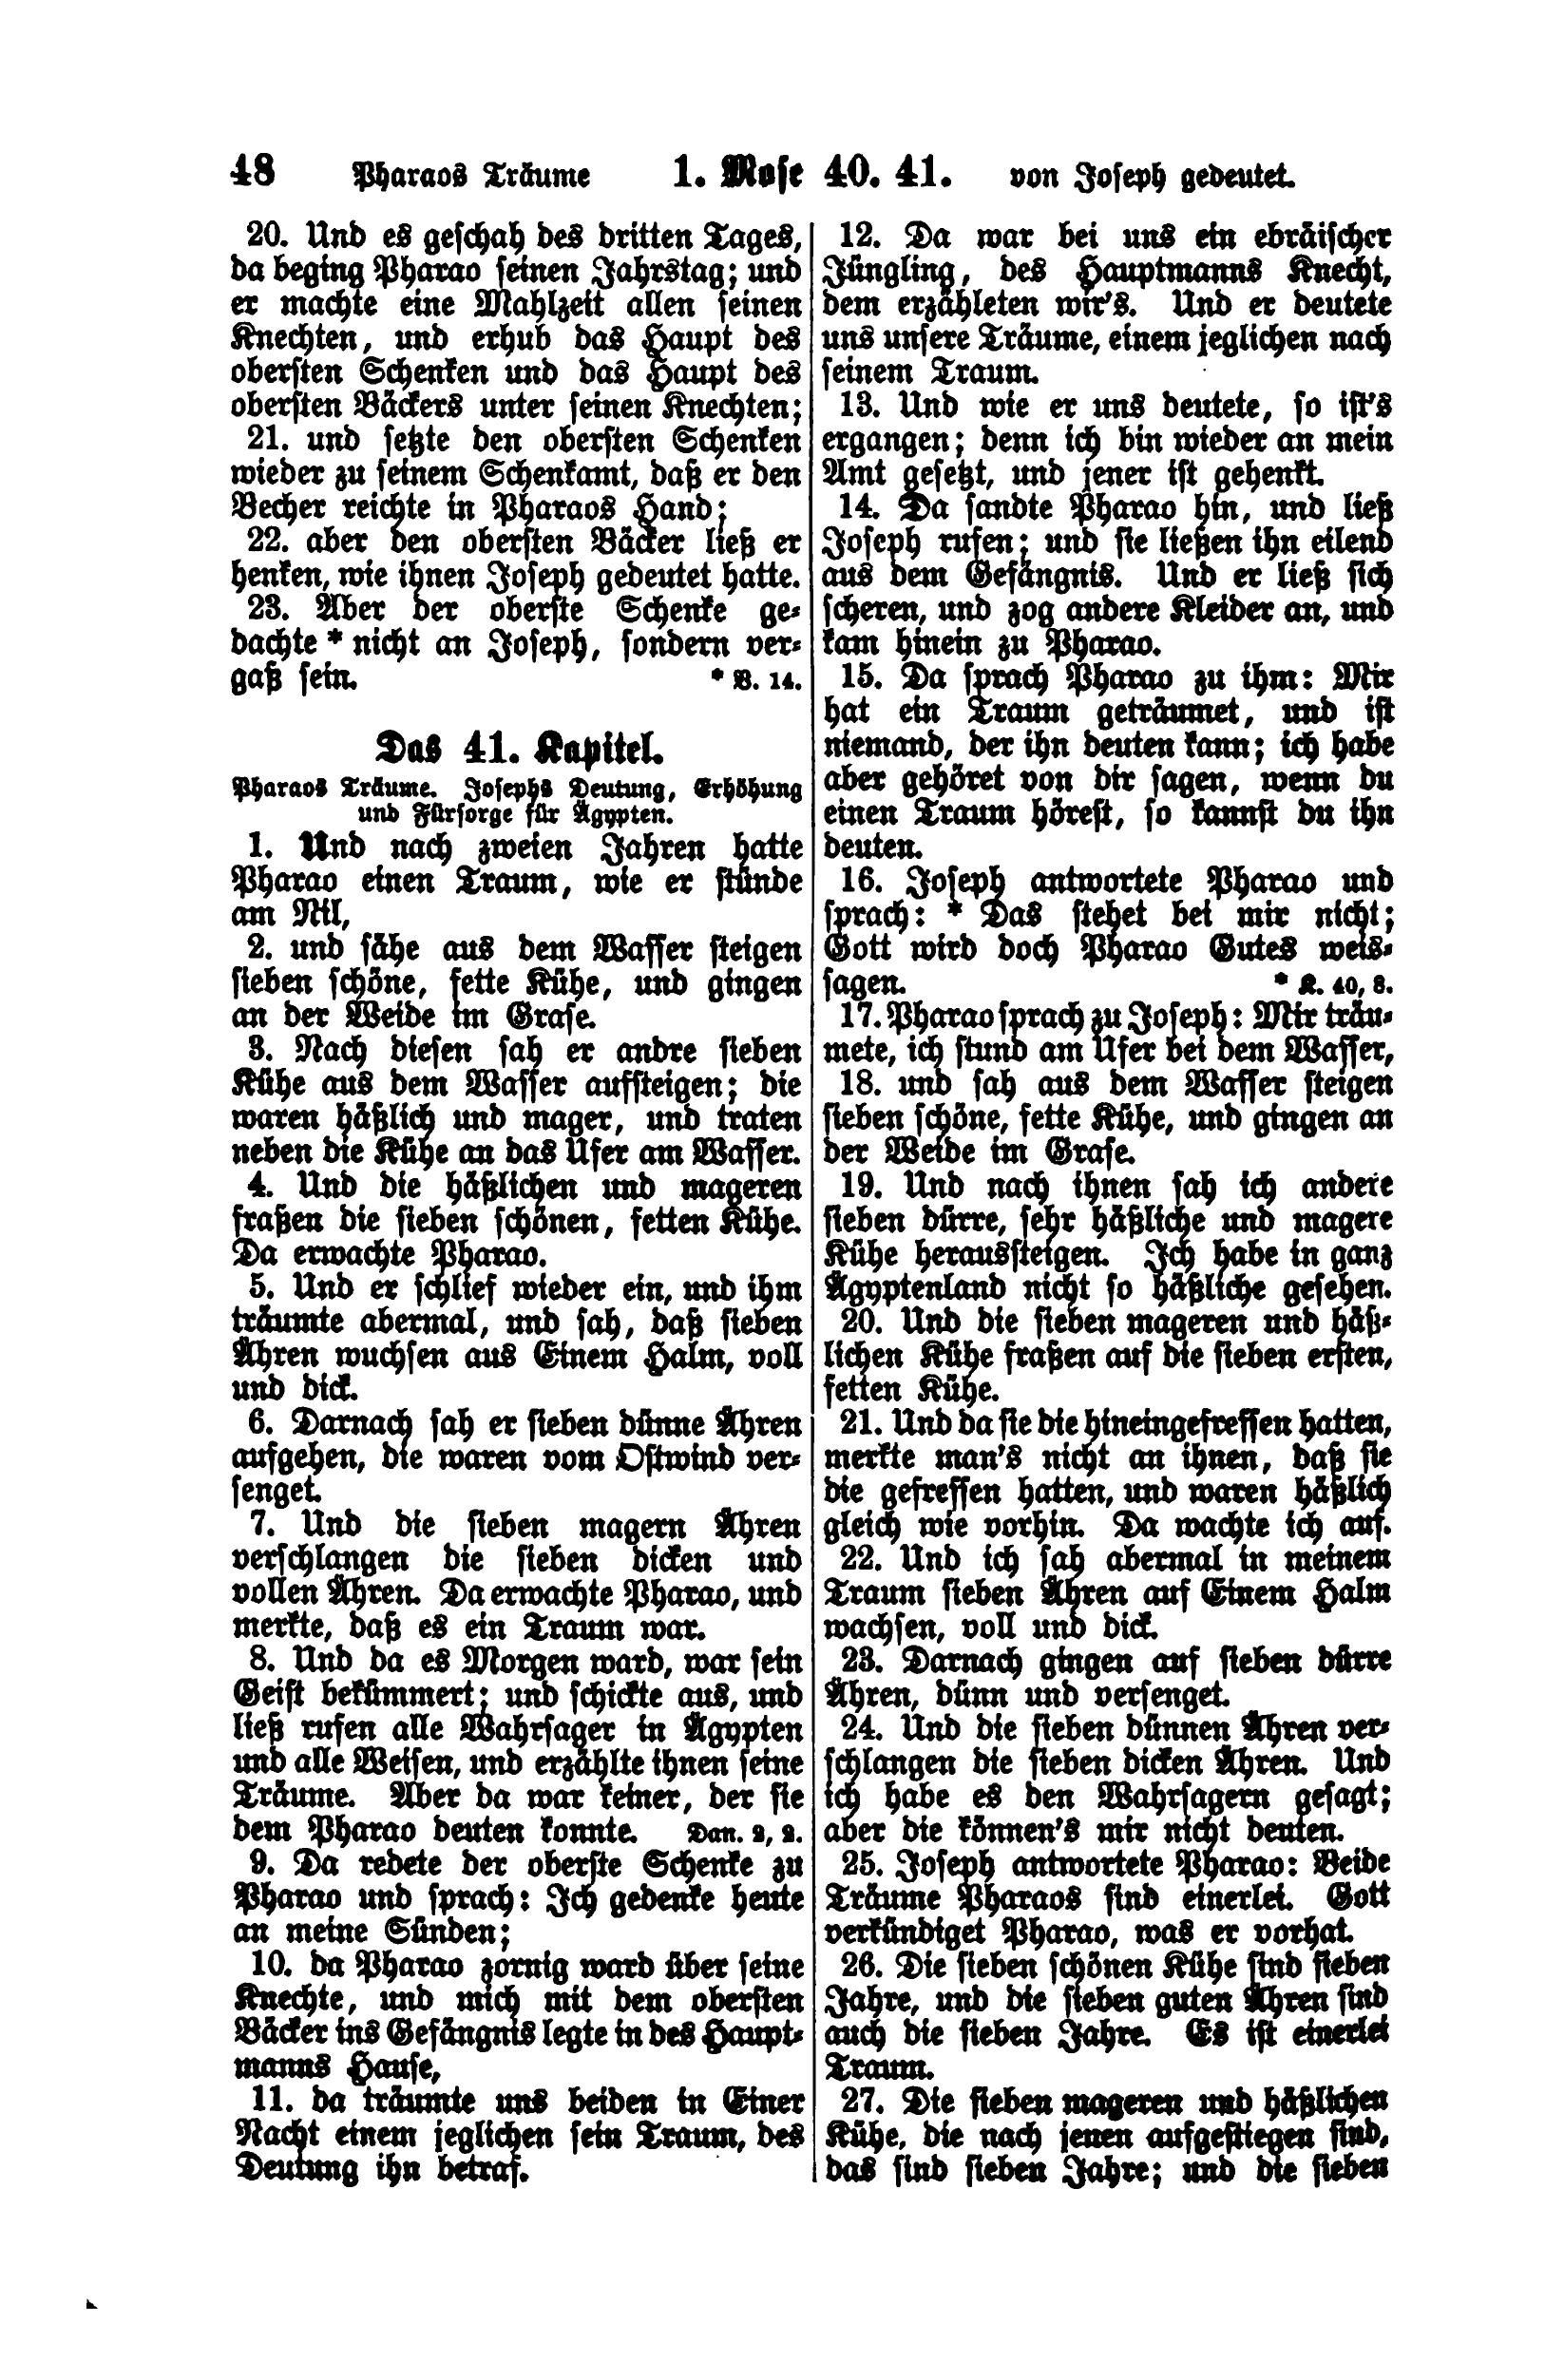 48 Pharaos Träume 1. Mose 40. 41. von Joseph gedeutet.
20. Und es geschah des dritten Tages,
da beging Pharao seinen Jahrstag; und
er machte eine Mahlzeit allen seinen
Knechten, und erhub das Haupt des
obersten Schenken und das Haupt des
obersten Bäckers unter seinen Knechten;
21. und setzte den obersten Schenken
wieder zu seinem Schenkamt, daß er den
Becher reichte in Pharaos Hand;
22. aber den obersten Bäcker ließ er
henken, wie ihnen Joseph gedeutet hatte.
23. Aber der oberste Schenke ge-
dachte * nicht an Joseph, sondern ver-
gaß sein. * V. 14.
Das 41. Kapitel.
Pharaos Träume. Josephs Deutung, Erhöhung
und Fürsorge für Ägypten.
1. Und nach zweien Jahren hatte
Pharao einen Traum, wie er stünde
am Nil,
2. und sähe aus dem Wasser steigen
sieben schöne, fette Kühe, und gingen
an der Weide im Grase.
3. Nach diesen sah er andre sieben
Kühe aus dem Wasser aufsteigen; die
waren häßlich und mager, und traten
neben die Kühe an das Ufer am Wasser.
4. Und die häßlichen und mageren
fraßen die sieben schönen, fetten Kühe.
Da erwachte Pharao.
5. Und er schlief wieder ein, und ihm
träumte abermal, und sah, daß sieben
Ähren wuchsen aus Einem Halm, voll
und dick.
6. Darnach sah er sieben dünne Ähren
aufgehen, die waren vom Ostwind ver-
senget.
7. Und die sieben magern Ähren
verschlangen die sieben dicken und
vollen Ähren. Da erwachte Pharao, und
merkte, daß es ein Traum war.
8. Und da es Morgen ward, war sein
Geist bekümmert; und schickte aus, und
ließ rufen alle Wahrsager in Ägypten
und alle Weisen, und erzählte ihnen seine
Träume. Aber da war keiner, der sie
dem Pharao deuten konnte. Dan. 2, 2.
9. Da redete der oberste Schenke zu
Pharao und sprach: Ich gedenke heute
an meine Sünden;
10. da Pharao zornig ward über seine
Knechte, und mich mit dem obersten
Bäcker ins Gefängnis legte in des Haupt-
manns Hause,
11. da träumte uns beiden in Einer
Nacht einem jeglichen sein Traum, des
Deutung ihn betraf.
12. Da war bei uns ein ebräischer
Jüngling, des Hauptmanns Knecht,
dem erzähleten wir's. Und er deutete
uns unsere Träume, einem jeglichen nach
seinem Traum.
13. Und wie er uns deutete, so ist's
ergangen; denn ich bin wieder an mein
Amt gesetzt, und jener ist gehenkt.
14. Da sandte Pharao hin, und ließ
Joseph rufen; und sie ließen ihn eilend
aus dem Gefängnis. Und er ließ sich
scheren, und zog andere Kleider an, und
kam hinein zu Pharao.
15. Da sprach Pharao zu ihm: Mir
hat ein Traum geträumet, und ist
niemand, der ihn deuten kann; ich habe
aber gehöret von dir sagen, wenn du
einen Traum hörest, so kannst du ihn
deuten.
16. Joseph antwortete Pharao und
sprach: * Das stehet bei mir nicht;
Gott wird doch Pharao Gutes weis-
sagen. * K. 40, 8.
17. Pharao sprach zu Joseph: Mir träu-
mete, ich stund am Ufer bei dem Wasser,
18. und sah aus dem Wasser steigen
sieben schöne, fette Kühe, und gingen an
der Weide im Grase.
19. Und nach ihnen sah ich andere
sieben dürre, sehr häßliche und magere
Kühe heraussteigen. Ich habe in ganz
Ägyptenland nicht so häßliche gesehen.
20. Und die sieben mageren und häß-
lichen Kühe fraßen auf die sieben ersten,
fetten Kühe.
21. Und da sie die hineingefressen hatten,
merkte man's nicht an ihnen, daß sie
die gefressen hatten, und waren häßlich
gleich wie vorhin. Da wachte ich auf.
22. Und ich sah abermal in meinem
Traum sieben Ähren auf Einem Halm
wachsen, voll und dick.
23. Darnach gingen auf sieben dürre
Ähren, dünn und versenget.
24. Und die sieben dünnen Ähren ver-
schlangen die sieben dicken Ähren. Und
ich habe es den Wahrsagern gesagt;
aber die können's mir nicht deuten.
25. Joseph antwortete Pharao: Beide
Träume Pharaos sind einerlei. Gott
verkündiget Pharao, was er vorhat.
26. Die sieben schönen Kühe sind sieben
Jahre, und die sieben guten Ähren sind
auch die sieben Jahre. Es ist einerlei
Traum.
27. Die sieben mageren und häßlichen
Kühe, die nach jenen aufgestiegen sind,
das sind sieben Jahre; und die sieben